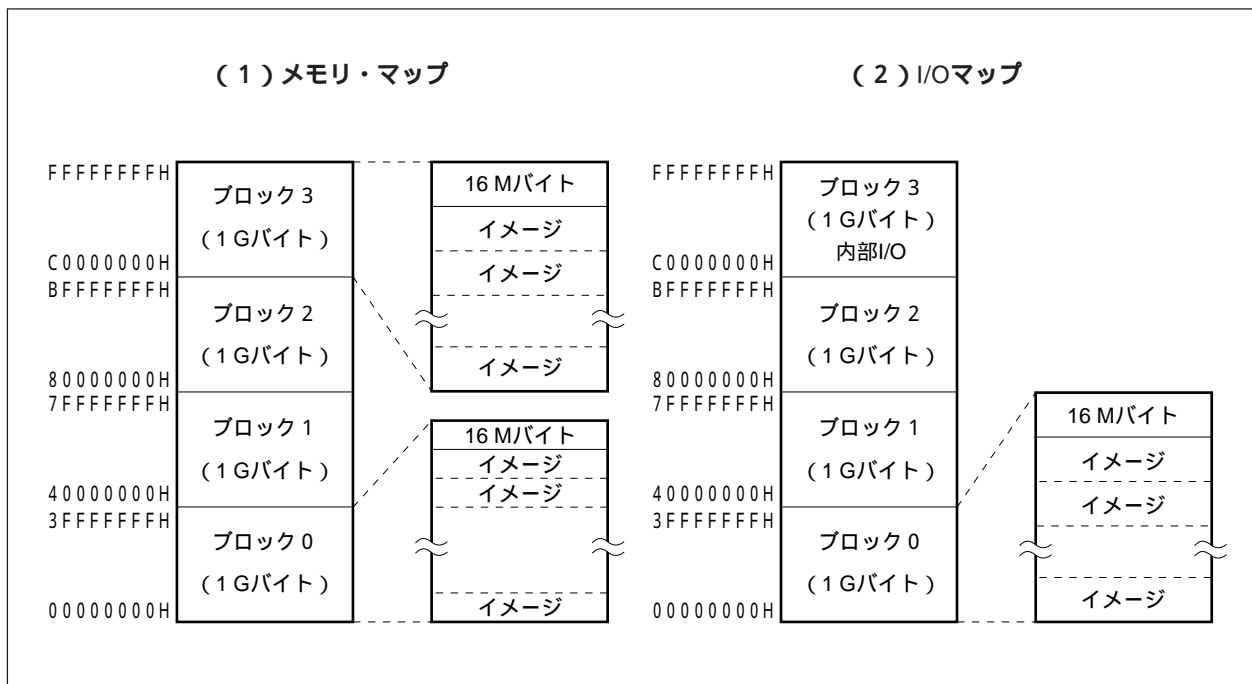 （１）メモリ・マップ
FFFFFFFFH
ブロック３
（１Gバイト）
C0000000H
BFFFFFFFH
ブロック２
（１Gバイト）
80000000H
7FFFFFFFH
ブロック１
（１Gバイト）
40000000H
3FFFFFFFH
ブロック０
（１Gバイト）
00000000H
16 Mバイト
イメージ
イメージ
イメージ
16 Mバイト
イメージ
イメージ
イメージ
（２）I/Oマップ
FFFFFFFFH
ブロック３
（１Gバイト）
内部I/O
C0000000H
BFFFFFFFH
ブロック２
（１Gバイト）
80000000H
7FFFFFFFH
ブロック１
（１Gバイト）
40000000H
3FFFFFFFH
ブロック０
（１Gバイト）
00000000H
16 Mバイト
イメージ
イメージ
イメージ